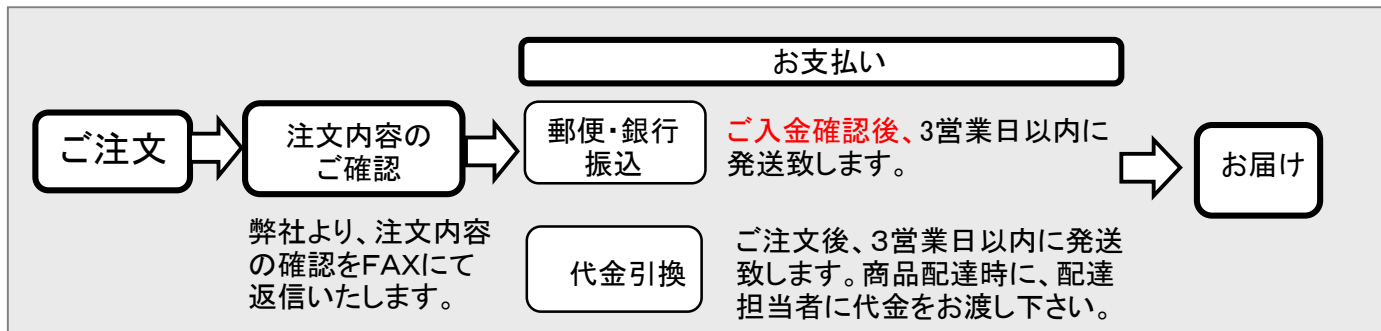 お支払い
ご注文
注文内容の
ご確認
弊社より、注文内容
の確認をFAXにて
返信いたします。
郵便・銀行
振込
ご入金確認後、3営業日以内に
発送致します。
代金引換
ご注文後、３営業日以内に発送
致します。商品配達時に、配達
担当者に代金をお渡し下さい。
お届け